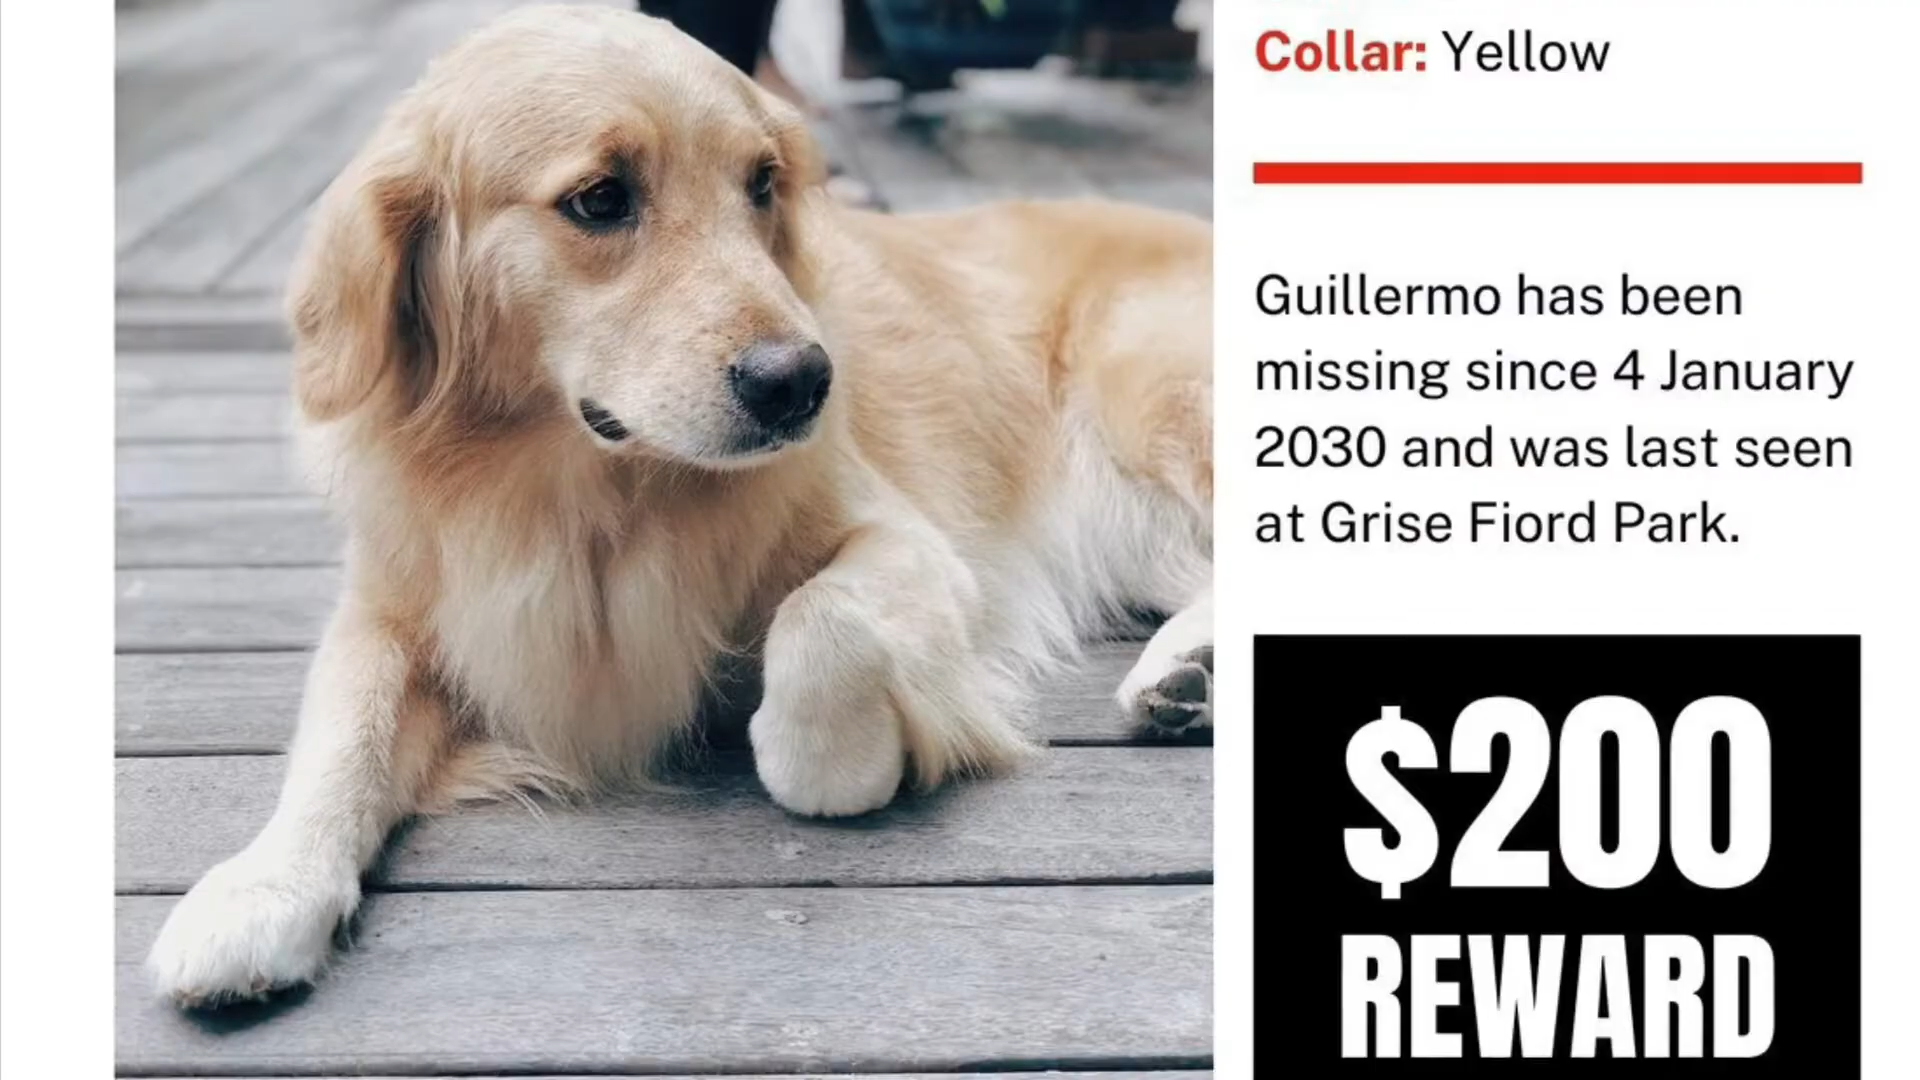 Collar: Yellow
Guillermo has been
missing since 4 January
2030 and was last seen
at Grise Fiord Park.
$200
REWARD